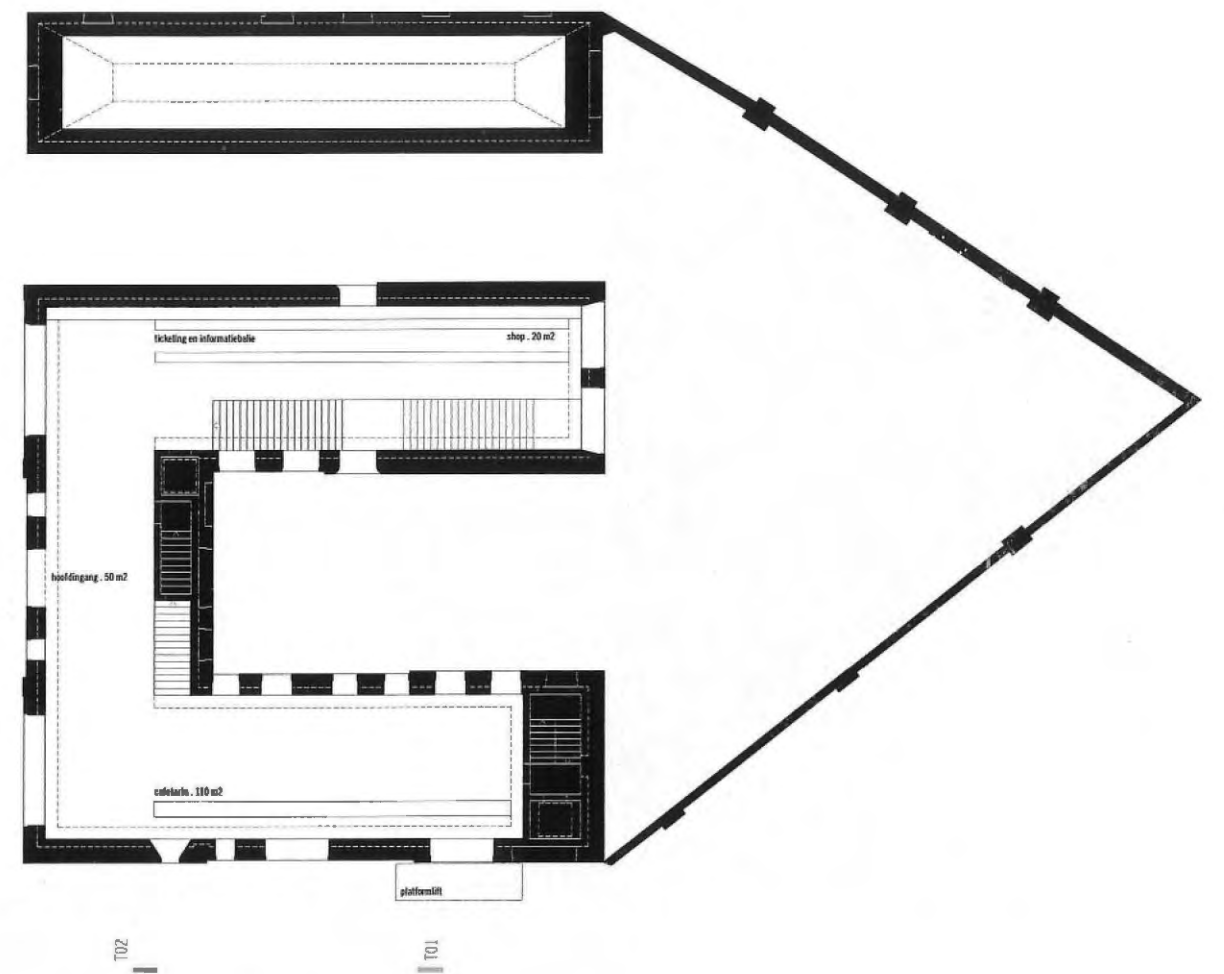 ticketing en informatiebalie
shop . 20 m2
hoofdingang . 50 m2
cafetaria . 110 m2
platformlift
T02
T01